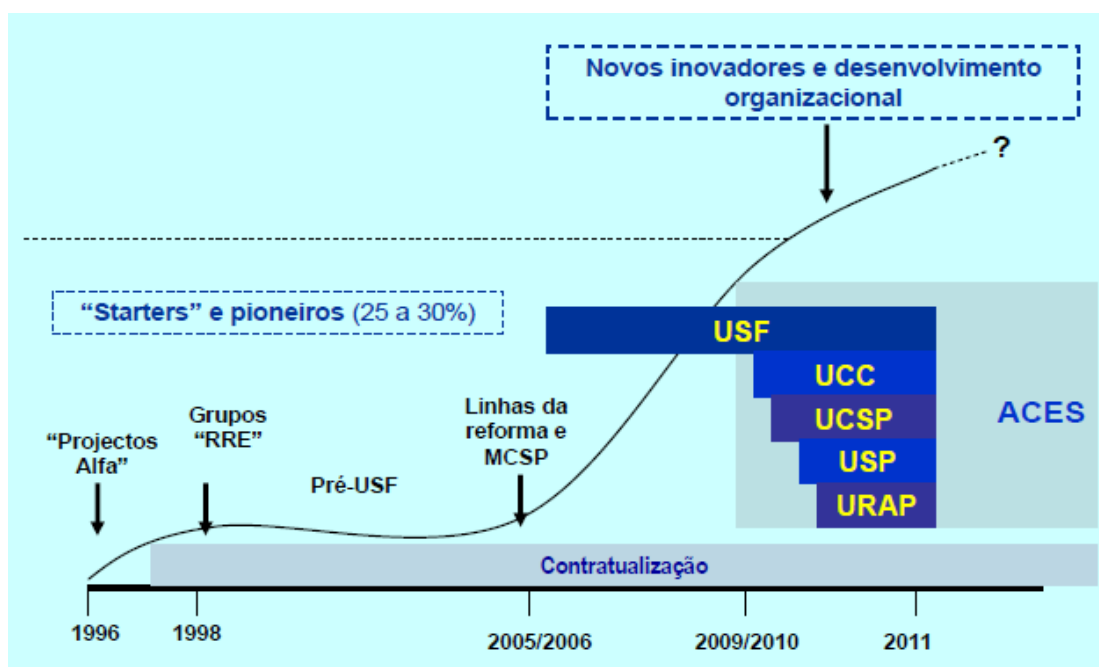 Novos inovadores e desenvolvimento
organizacional
?
“Starters” e pioneiros (25 a 30%)
USF
UCC
UCSP
ACES
USP
URAP
“Projectos
Alfa”
Grupos
“RRE”
Pré-USF
Linhas da
reforma e
MCSP
Contratualização
1996
1998
2005/2006
2009/2010
2011